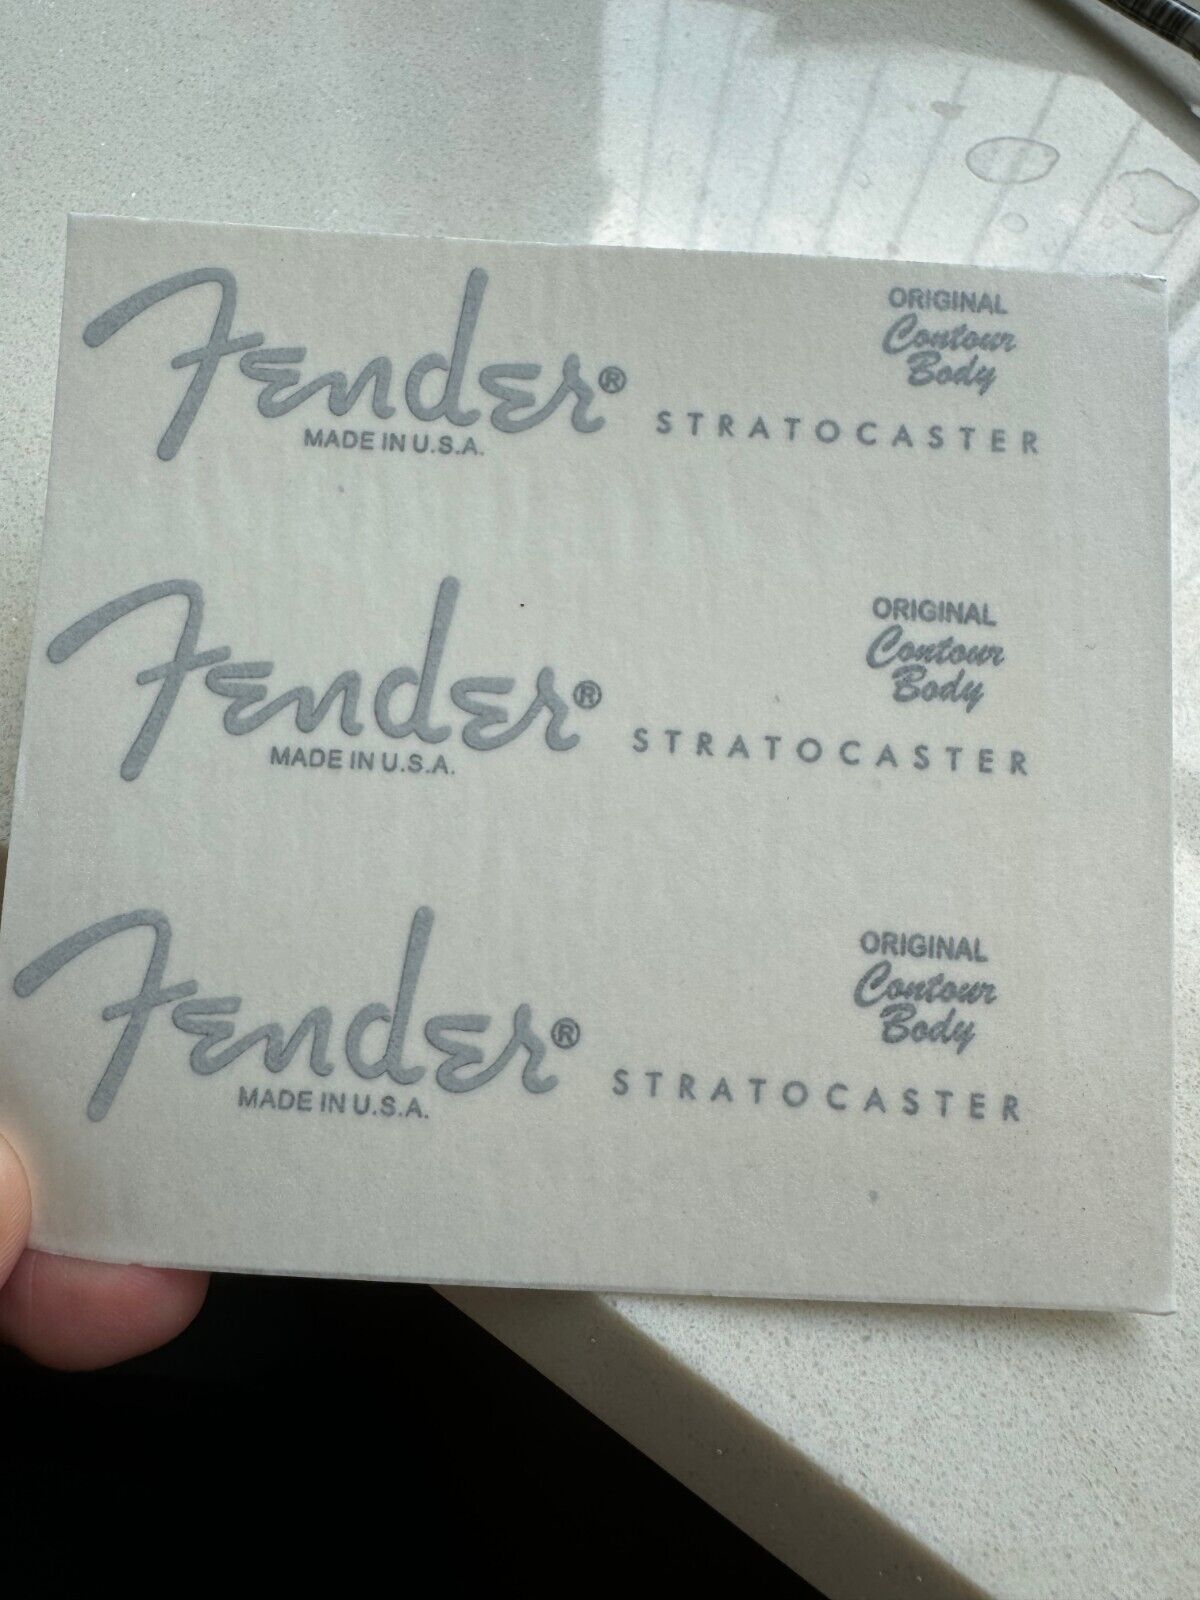 Fender®
MADE IN U.S.A.
STRATOCASTER
ORIGINAL
Contour
Body
Fender®
MADE IN U.S.A.
STRATOCASTER
ORIGINAL
Contour
Body
Fender®
MADE IN U.S.A.
STRATOCASTER
ORIGINAL
Contour
Body